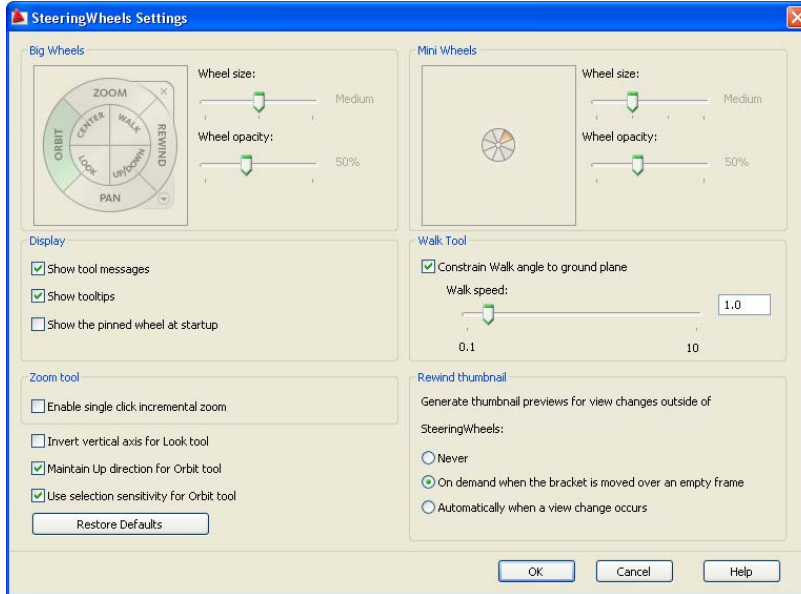 SteeringWheels Settings
Big Wheels
ZOOM
ORBIT
CENTER
WALK
REWIND
LOOK
UP/DOWN
PAN
Wheel size:
Medium
Wheel opacity:
50%
Mini Wheels
Wheel size:
Medium
Wheel opacity:
50%
Display
Show tool messages
Show tooltips
Show the pinned wheel at startup
Walk Tool
Constrain Walk angle to ground plane
Walk speed:
1.0
0.1 10
Zoom tool
Enable single click incremental zoom
Invert vertical axis for Look tool
Maintain Up direction for Orbit tool
Use selection sensitivity for Orbit tool
Restore Defaults
Rewind thumbnail
Generate thumbnail previews for view changes outside of
SteeringWheels:
Never
On demand when the bracket is moved over an empty frame
Automatically when a view change occurs
OK Cancel Help